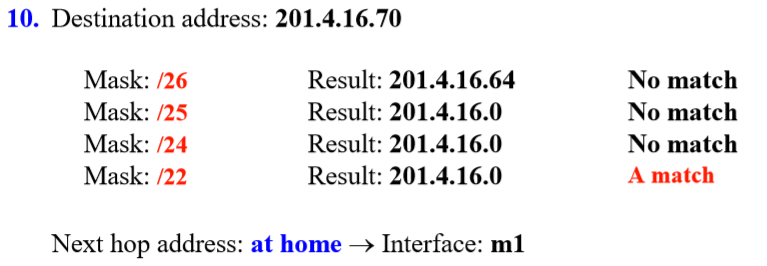 10. Destination address: 201.4.16.70
Mask: /26 Result: 201.4.16.64 No match
Mask: /25 Result: 201.4.16.0 No match
Mask: /24 Result: 201.4.16.0 No match
Mask: /22 Result: 201.4.16.0 A match
Next hop address: at home → Interface: m1